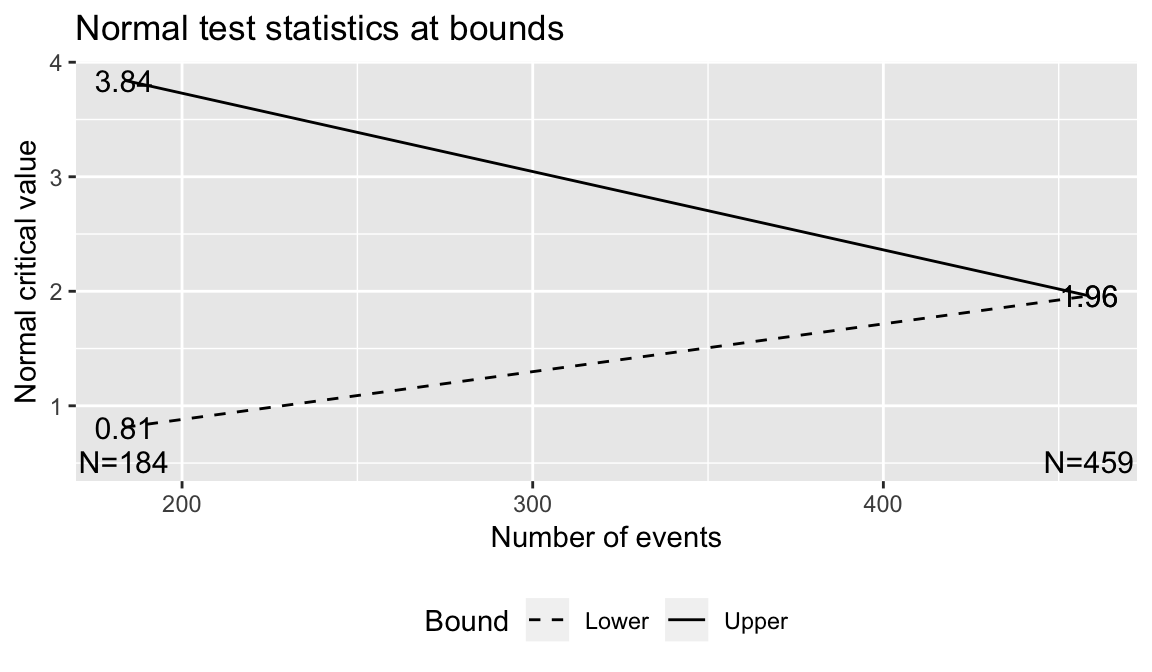 Normal test statistics at bounds
Normal critical value
4
3
2
1
3.84
1.96
0.81
N=184
N=459
200
300
400
Number of events
Bound
Lower
Upper